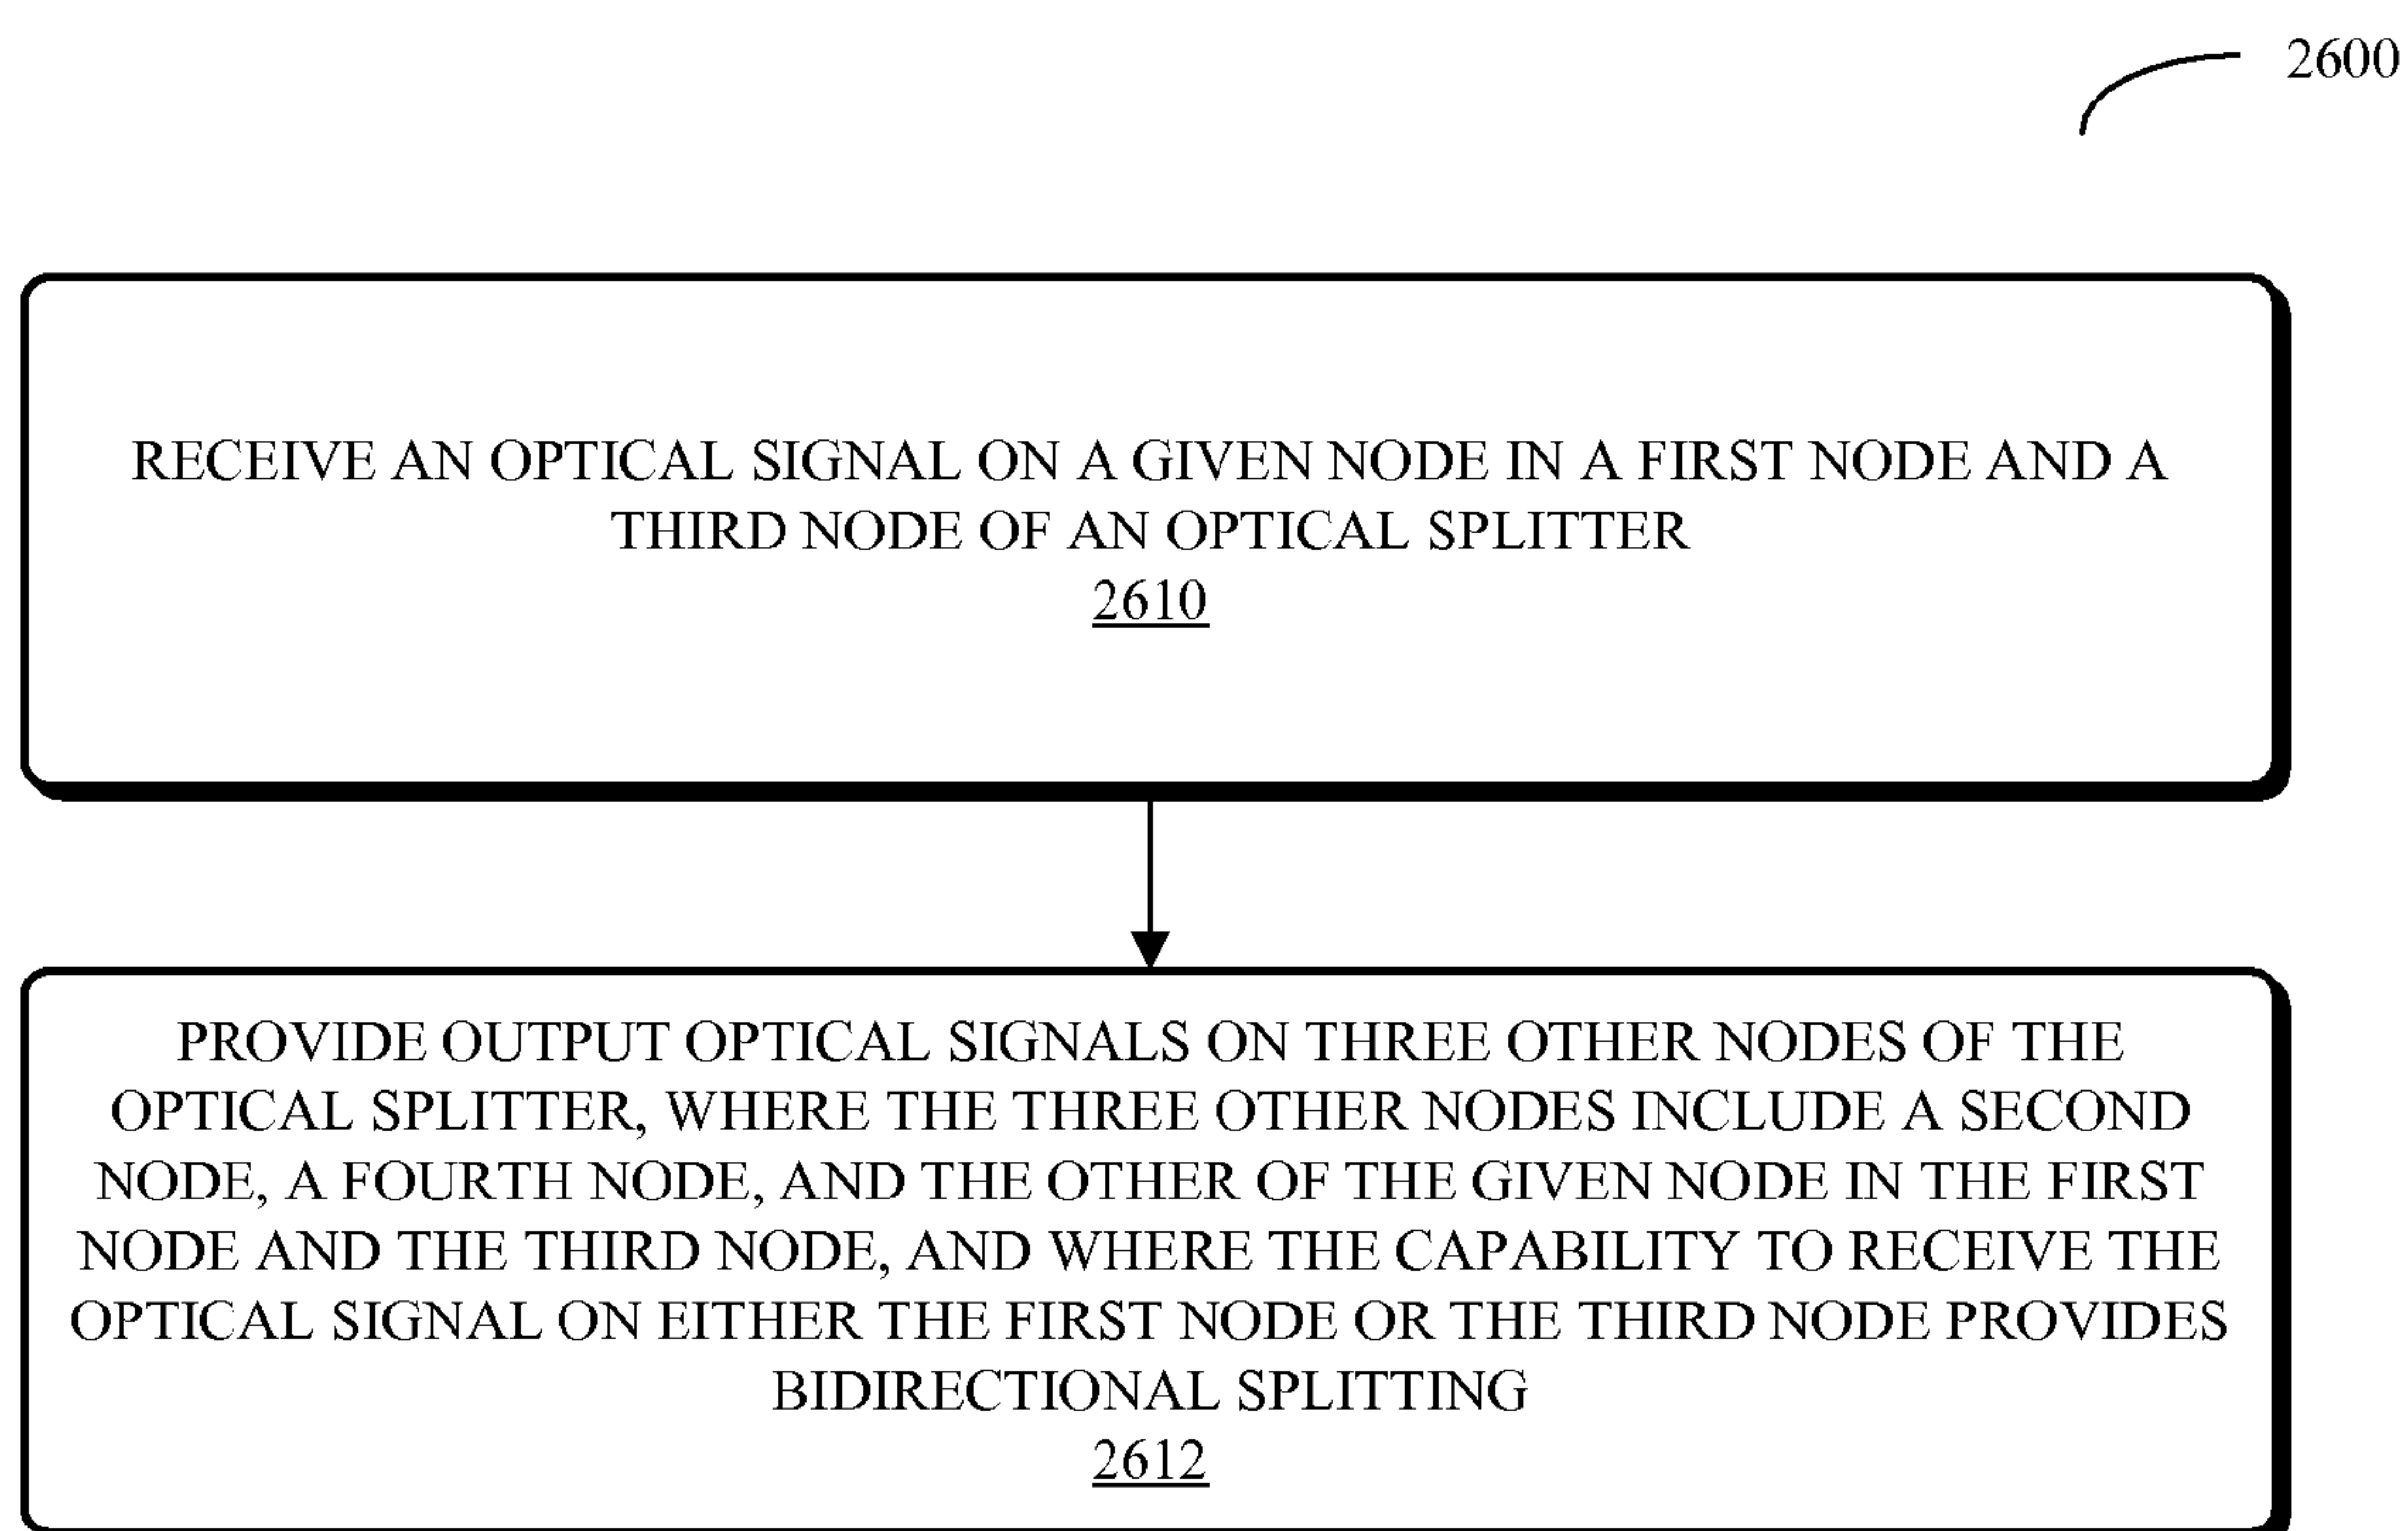 2600
RECEIVE AN OPTICAL SIGNAL ON A GIVEN NODE IN A FIRST NODE AND A
THIRD NODE OF AN OPTICAL SPLITTER
2610
PROVIDE OUTPUT OPTICAL SIGNALS ON THREE OTHER NODES OF THE
OPTICAL SPLITTER, WHERE THE THREE OTHER NODES INCLUDE A SECOND
NODE, A FOURTH NODE, AND THE OTHER OF THE GIVEN NODE IN THE FIRST
NODE AND THE THIRD NODE, AND WHERE THE CAPABILITY TO RECEIVE THE
OPTICAL SIGNAL ON EITHER THE FIRST NODE OR THE THIRD NODE PROVIDES
BIDIRECTIONAL SPLITTING
2612